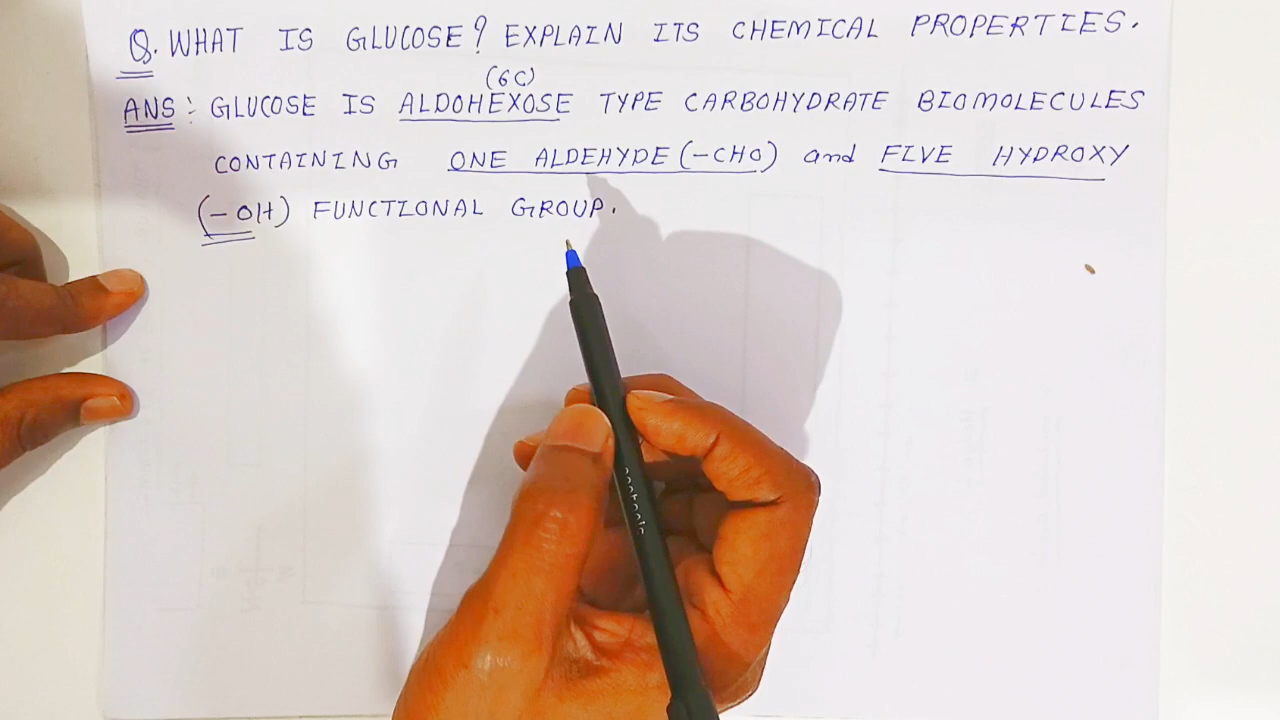 Q. WHAT IS GLUCOSE? EXPLAIN ITS CHEMICAL PROPERTIES.
(6C)
ANS: GLUCOSE IS ALDOHEXOSE TYPE CARBOHYDRATE BIOMOLECULES
CONTAINING ONE ALDEHYDE (-CHO) and FIVE HYDROXY
(-OH) FUNCTIONAL GROUP.